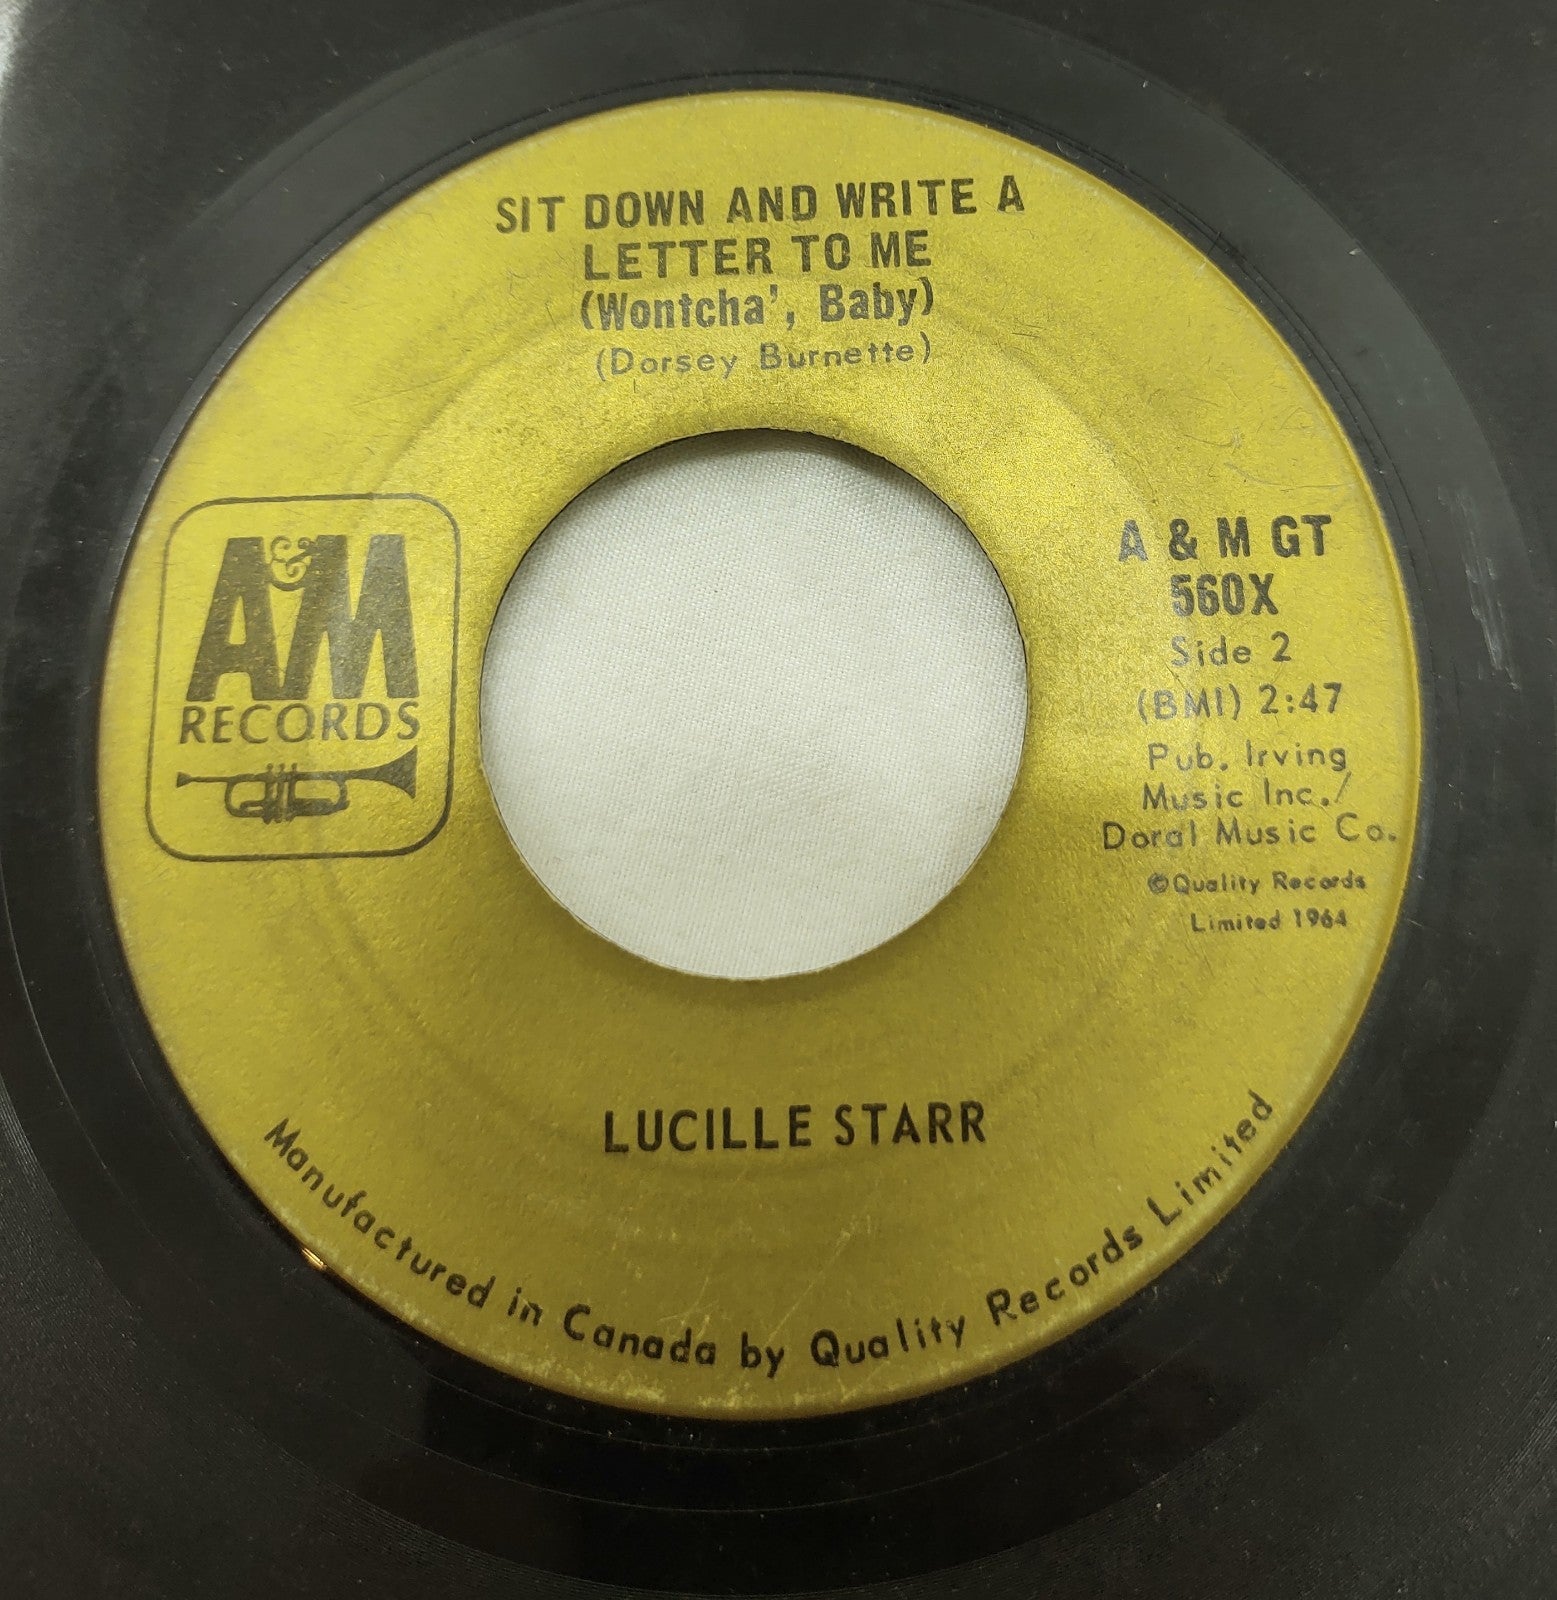 SIT DOWN AND WRITE A
LETTER TO ME
(Wontcha', Baby)
(Dorsey Burnette)
A&M
RECORDS
A & M GT
560X
Side 2
(BMI) 2:47
Pub. Irving
Music Inc./
Doral Music Co.
©Quality Records
Limited 1964
LUCILLE STARR
Manufactured in Canada by Quality Records Limited